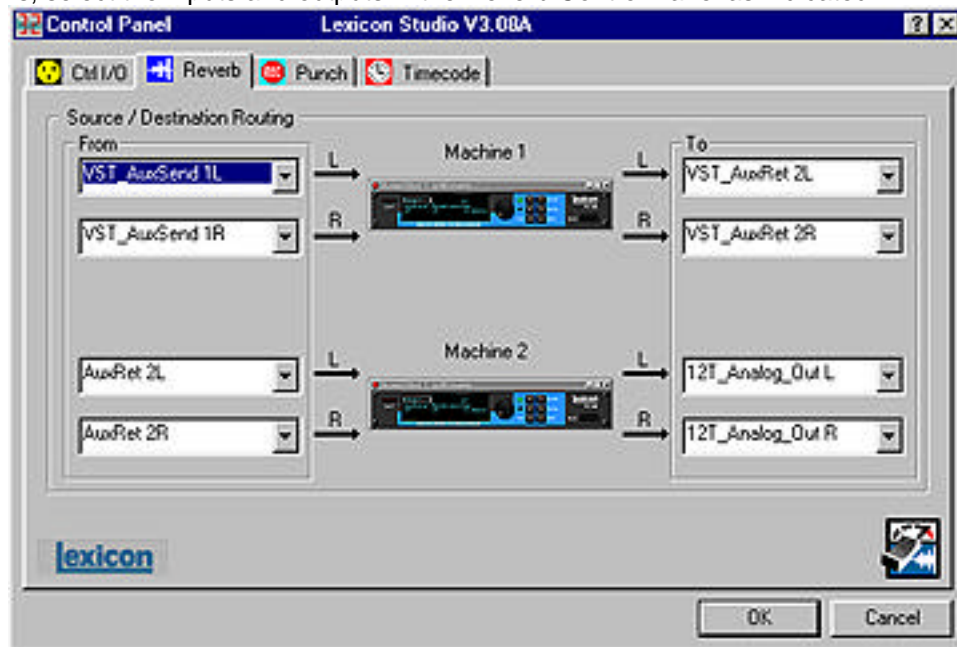 Control Panel Lexicon Studio V3.08A
Ctrl I/O Reverb Punch Timecode
Source / Destination Routing
From To
Machine 1
VST_AuxSend 1L L L VST_AuxRet 2L
VST_AuxSend 1R R R VST_AuxRet 2R
Machine 2
AuxRet 2L L L 12T_Analog_Out L
AuxRet 2R R R 12T_Analog_Out R
lexicon
OK Cancel